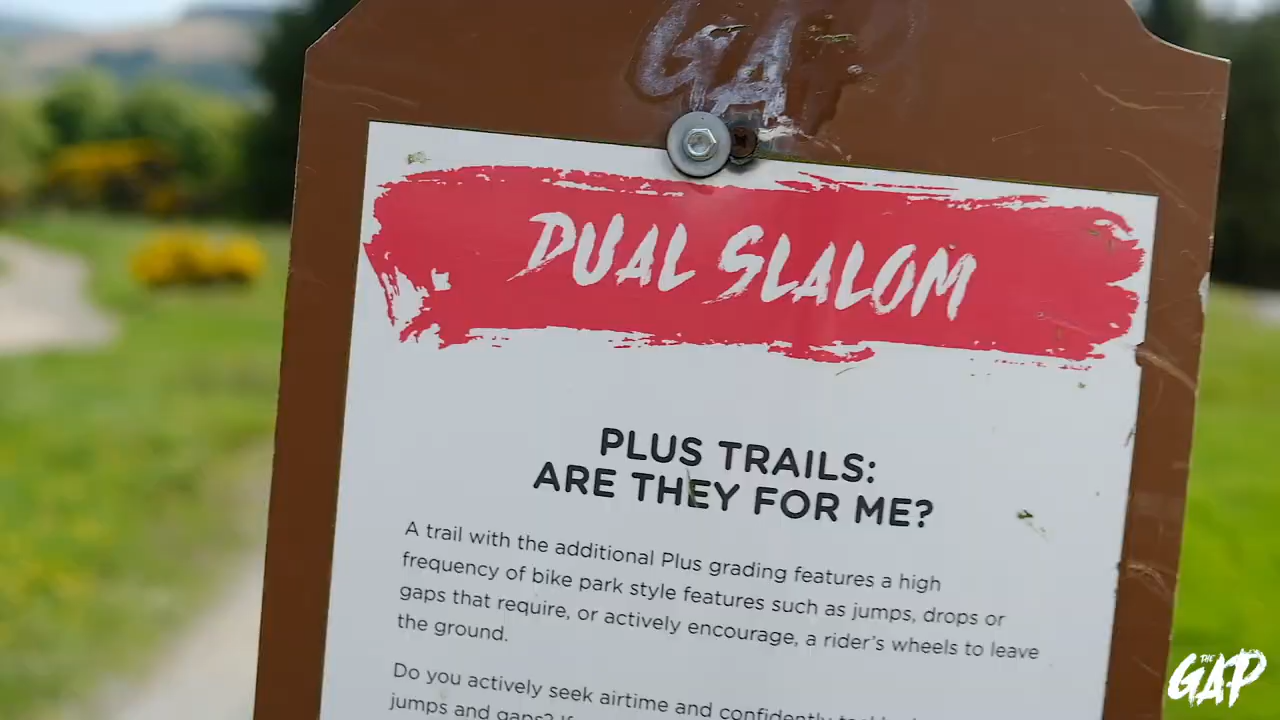 GAP
DUAL SLALOM
PLUS TRAILS:
ARE THEY FOR ME?
A trail with the additional Plus grading features a high
frequency of bike park style features such as jumps, drops or
gaps that require, or actively encourage, a rider's wheels to leave
the ground.
Do you actively seek airtime and confidently
jumps and gaps?
THE
GAP